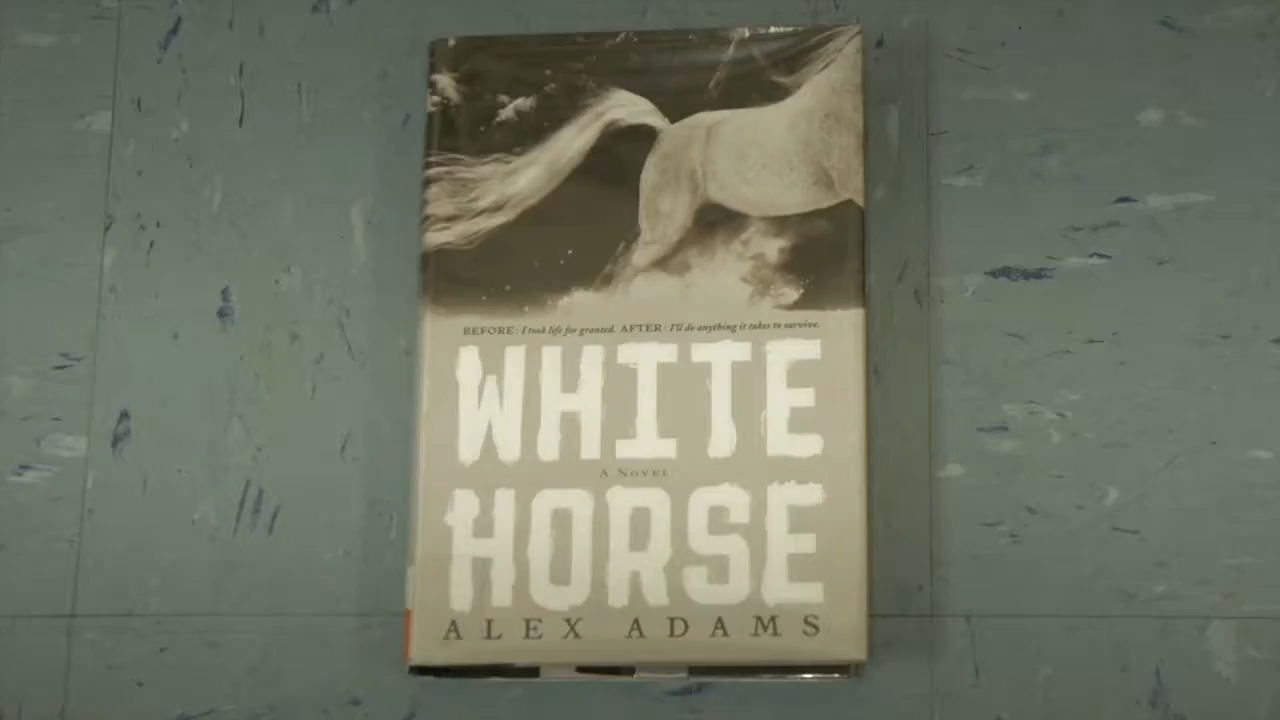 BEFORE: I took life for granted. AFTER: I'll do anything it takes to survive.
WHITE
A NOVEL
HORSE
ALEX ADAMS